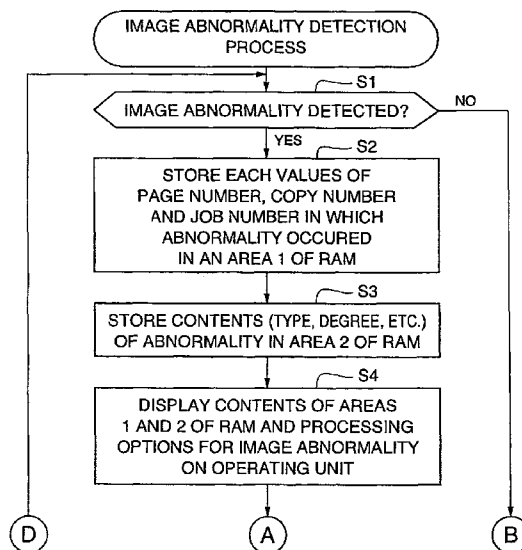 IMAGE ABNORMALITY DETECTION
PROCESS
S1
IMAGE ABNORMALITY DETECTED?
NO
YES
S2
STORE EACH VALUES OF
PAGE NUMBER, COPY NUMBER
AND JOB NUMBER IN WHICH
ABNORMALITY OCCURED
IN AN AREA 1 OF RAM
S3
STORE CONTENTS (TYPE, DEGREE, ETC.)
OF ABNORMALITY IN AREA 2 OF RAM
S4
DISPLAY CONTENTS OF AREAS
1 AND 2 OF RAM AND PROCESSING
OPTIONS FOR IMAGE ABNORMALITY
ON OPERATING UNIT
D
A
B